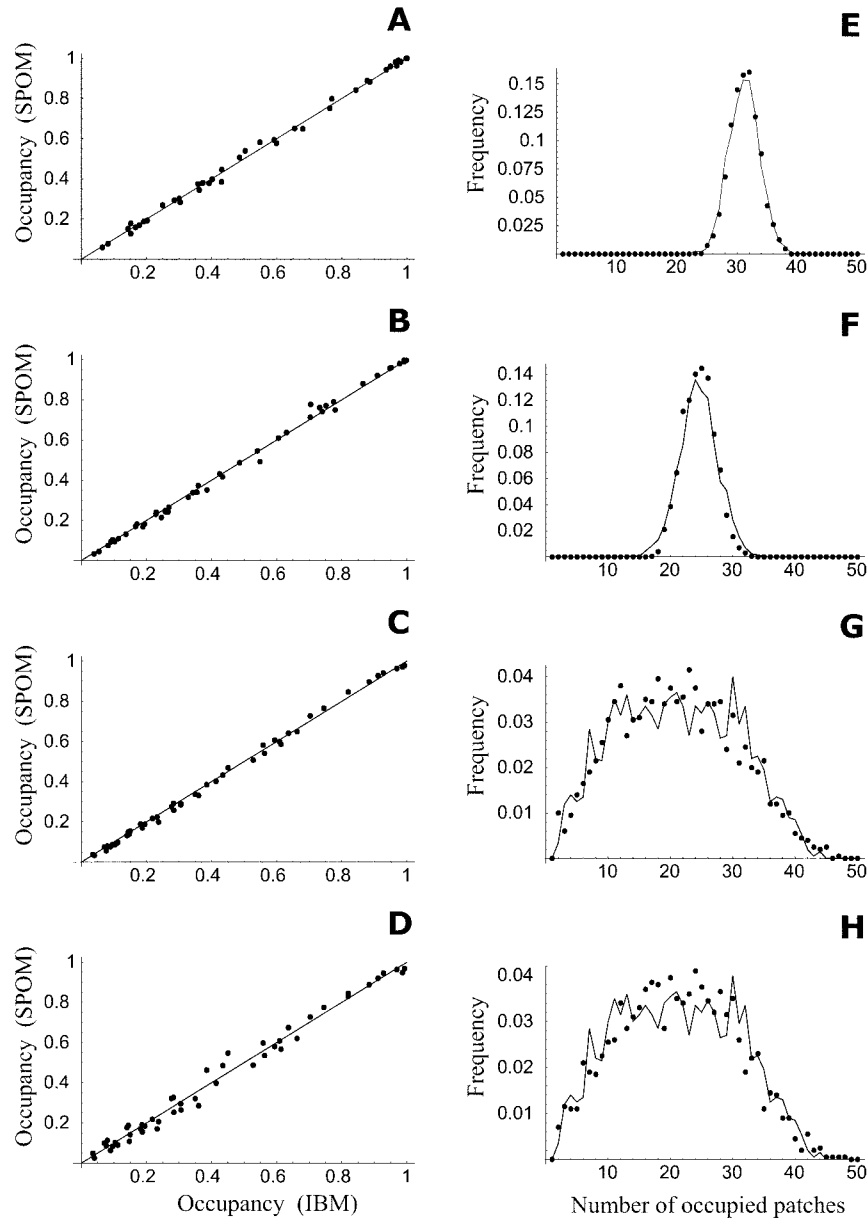 A
Occupancy (SPOM)
1
0.8
0.6
0.4
0.2
0.2 0.4 0.6 0.8 1
E
Frequency
0.15
0.125
0.1
0.075
0.05
0.025
10 20 30 40 50
B
Occupancy (SPOM)
1
0.8
0.6
0.4
0.2
0.2 0.4 0.6 0.8 1
F
Frequency
0.14
0.12
0.1
0.08
0.06
0.04
0.02
10 20 30 40 50
C
Occupancy (SPOM)
1
0.8
0.6
0.4
0.2
0.2 0.4 0.6 0.8 1
G
Frequency
0.04
0.03
0.02
0.01
10 20 30 40 50
D
Occupancy (SPOM)
1
0.8
0.6
0.4
0.2
0.2 0.4 0.6 0.8 1
Occupancy (IBM)
H
Frequency
0.04
0.03
0.02
0.01
10 20 30 40 50
Number of occupied patches